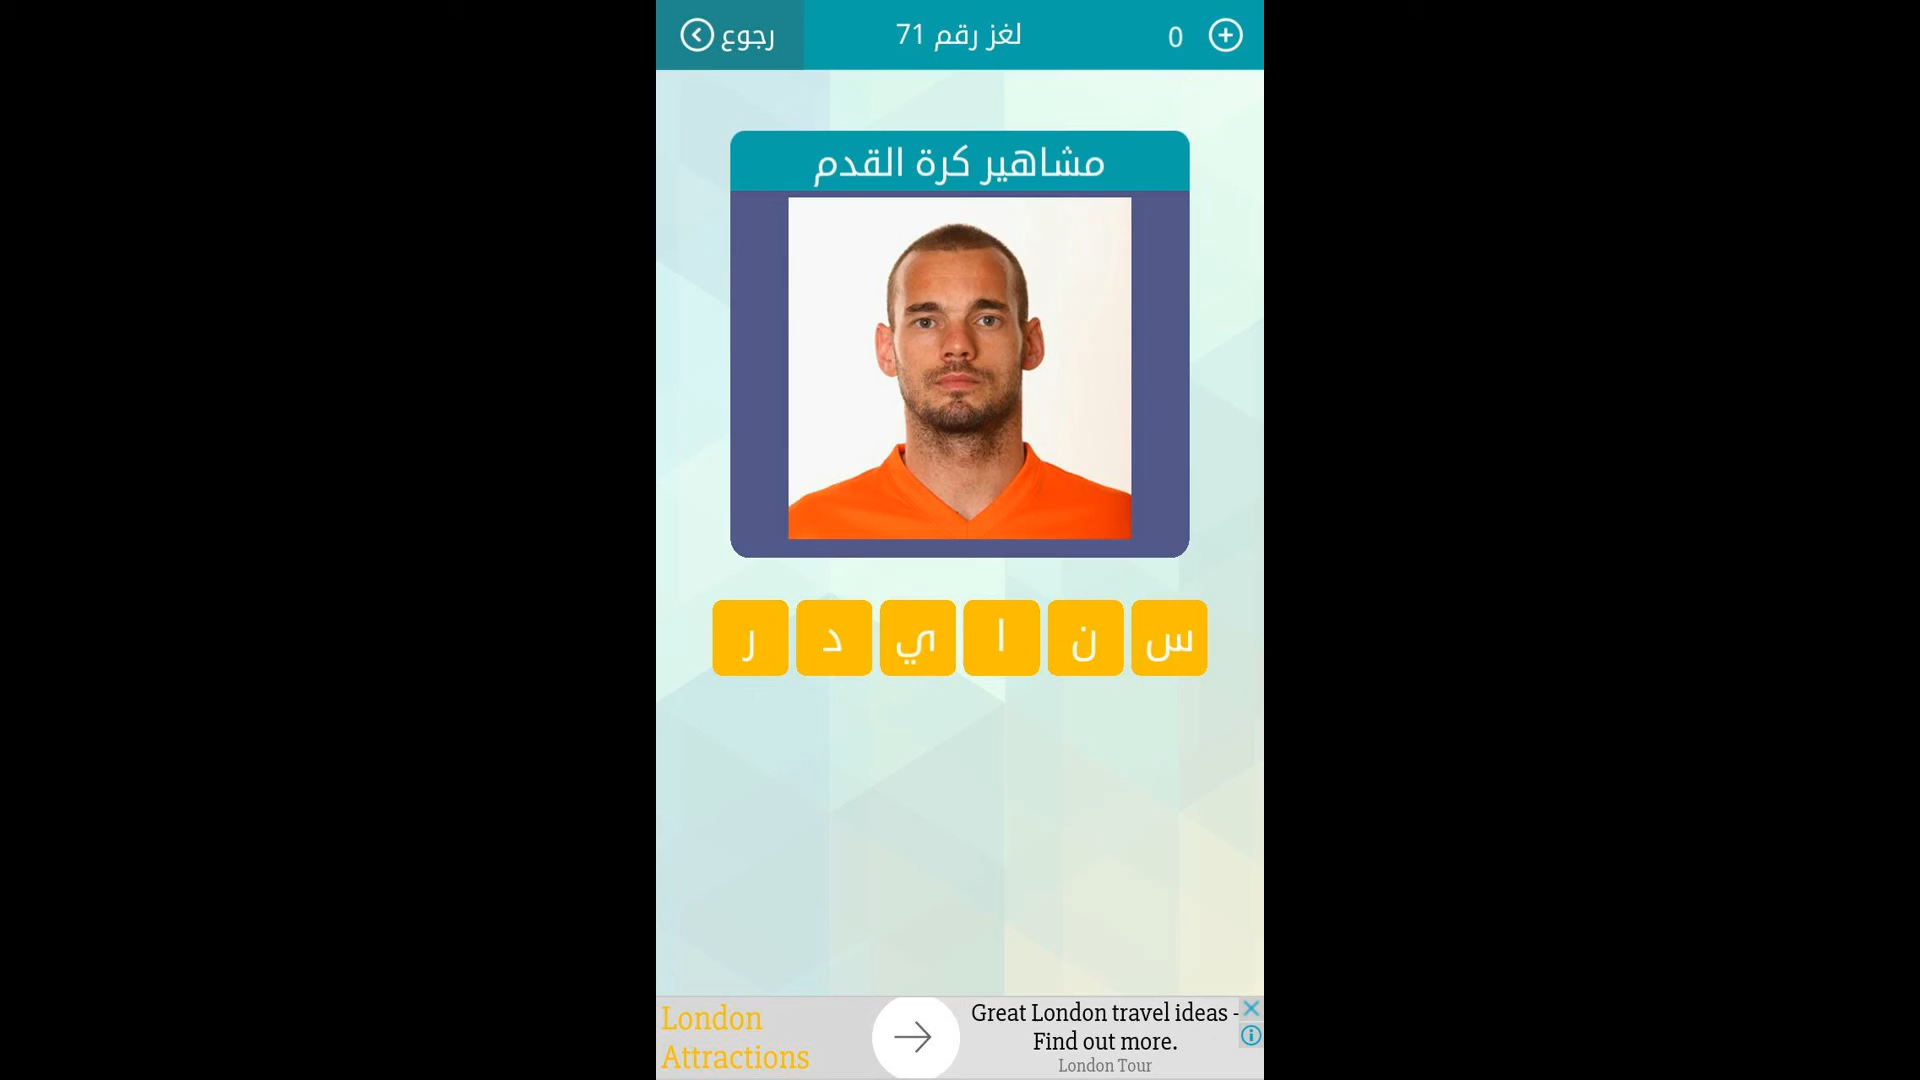 رجوع
لغز رقم 71
0
مشاهير كرة القدم
س ن ا ي د ر
London
Attractions
Great London travel ideas -
Find out more.
London Tour